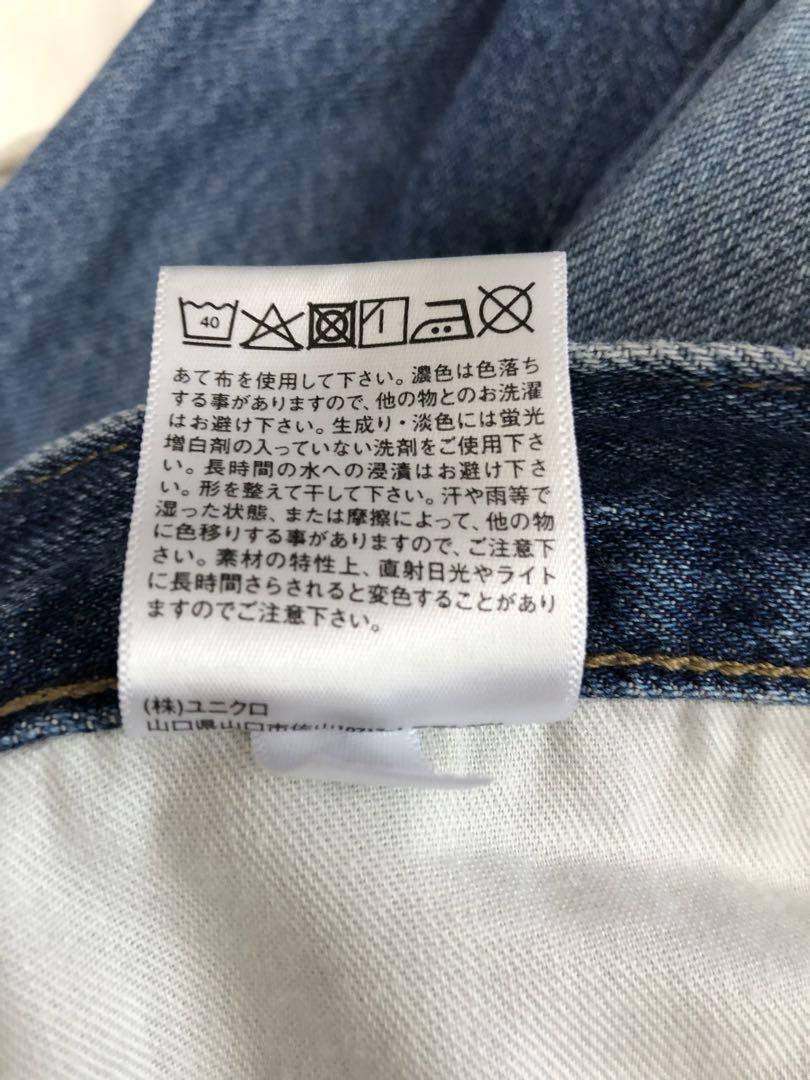 40
あて布を使用して下さい。濃色は色落ち
する事がありますので、他の物とのお洗濯
はお避け下さい。生成り・淡色には蛍光
増白剤の入っていない洗剤をご使用下さ
い。長時間の水への浸漬はお避け下さ
い。形を整えて干して下さい。汗や雨等で
湿った状態、または摩擦によって、他の物
に色移りする事がありますので、ご注意下
さい。素材の特性上、直射日光やライト
に長時間さらされると変色することがあり
ますのでご注意下さい。
(株)ユニクロ
山口県山口市佐山